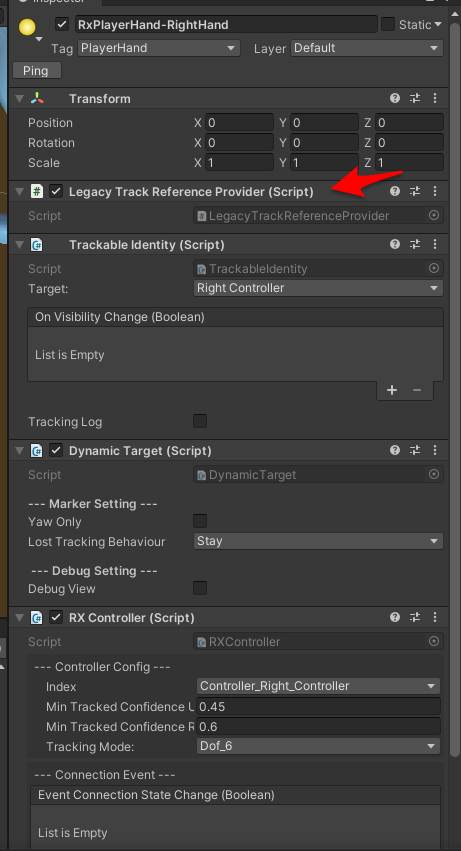 Inspector
RxPlayerHand-RightHand Static
Tag PlayerHand Layer Default
Ping
Transform
Position X 0 Y 0 Z 0
Rotation X 0 Y 0 Z 0
Scale X 1 Y 1 Z 1
# Legacy Track Reference Provider (Script)
Script LegacyTrackReferenceProvider
Trackable Identity (Script)
Script TrackableIdentity
Target: Right Controller
On Visibility Change (Boolean)
List is Empty
+ −
Tracking Log
Dynamic Target (Script)
Script DynamicTarget
--- Marker Setting ---
Yaw Only
Lost Tracking Behaviour Stay
--- Debug Setting ---
Debug View
RX Controller (Script)
Script RXController
--- Controller Config ---
Index Controller_Right_Controller
Min Tracked Confidence U 0.45
Min Tracked Confidence R 0.6
Tracking Mode: Dof_6
--- Connection Event ---
Event Connection State Change (Boolean)
List is Empty